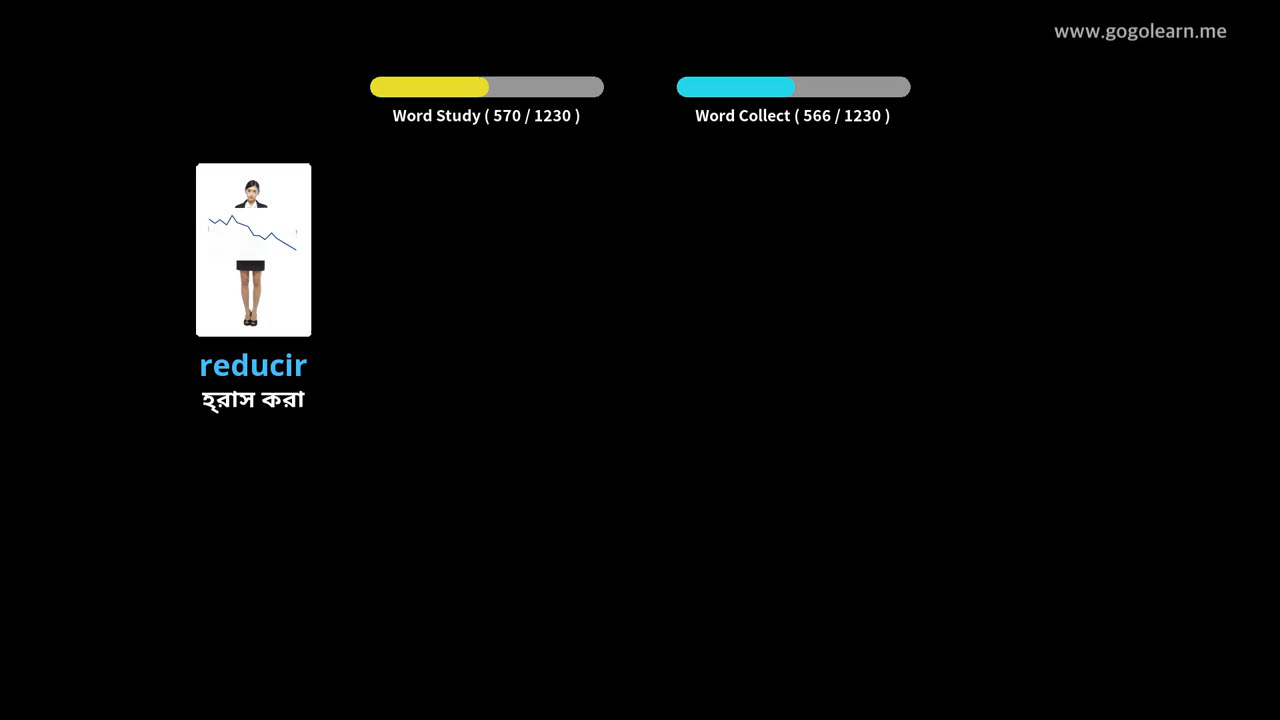 www.gogolearn.me
Word Study ( 570 / 1230 )
Word Collect ( 566 / 1230 )
reducir
হ্রাস করা